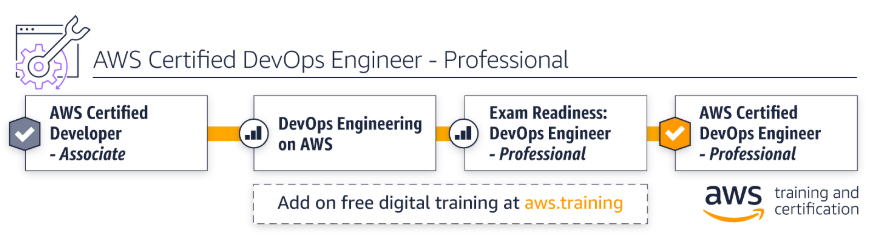 AWS Certified DevOps Engineer - Professional
AWS Certified
Developer
- Associate
DevOps Engineering
on AWS
Exam Readiness:
DevOps Engineer
- Professional
AWS Certified
DevOps Engineer
- Professional
Add on free digital training at aws.training
aws
training and
certification